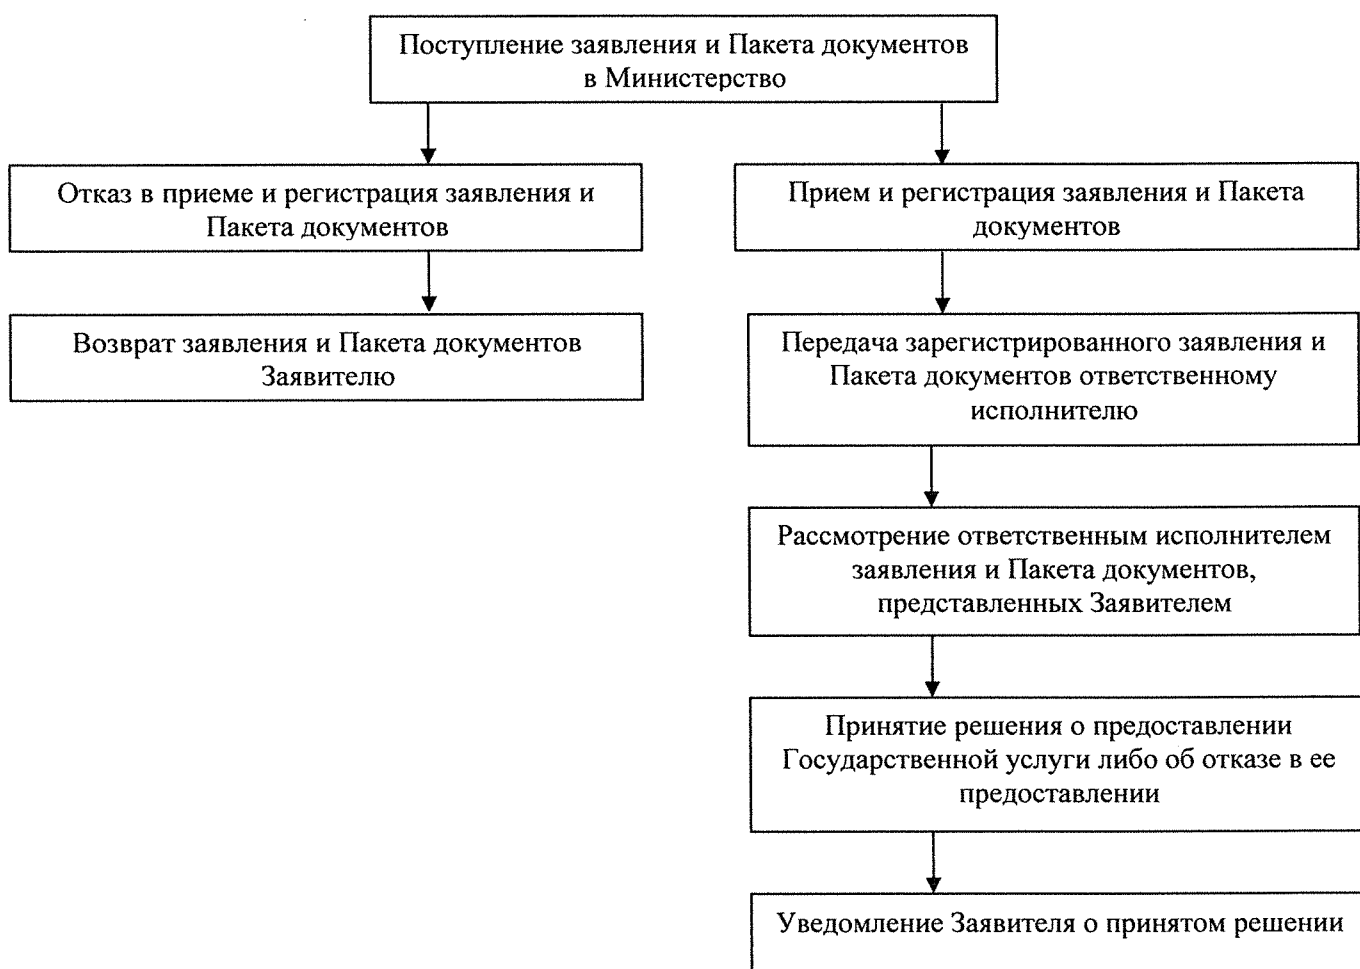 Поступление заявления и Пакета документов
в Министерство
Отказ в приеме и регистрация заявления и
Пакета документов
Прием и регистрация заявления и Пакета
документов
Возврат заявления и Пакета документов
Заявителю
Передача зарегистрированного заявления и
Пакета документов ответственному
исполнителю
Рассмотрение ответственным исполнителем
заявления и Пакета документов,
представленных Заявителем
Принятие решения о предоставлении
Государственной услуги либо об отказе в ее
предоставлении
Уведомление Заявителя о принятом решении